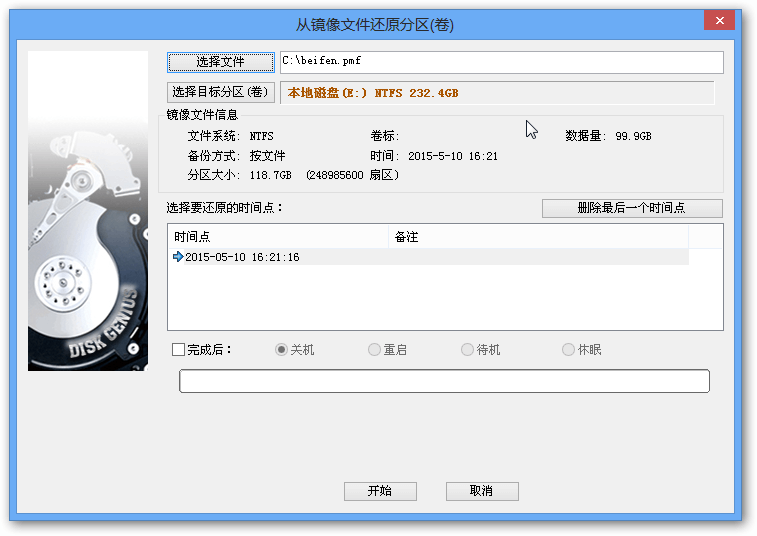 从镜像文件还原分区(卷)
选择文件 C:\beifen.pmf
选择目标分区(卷) 本地磁盘(E:) NTFS 232.4GB
镜像文件信息
文件系统: NTFS 卷标: 数据量: 99.9GB
备份方式: 按文件 时间: 2015-5-10 16:21
分区大小: 118.7GB (248985600 扇区)
选择要还原的时间点: 删除最后一个时间点
时间点 备注
2015-05-10 16:21:16
DISK GENIUS
完成后: 关机 重启 待机 休眠
开始 取消